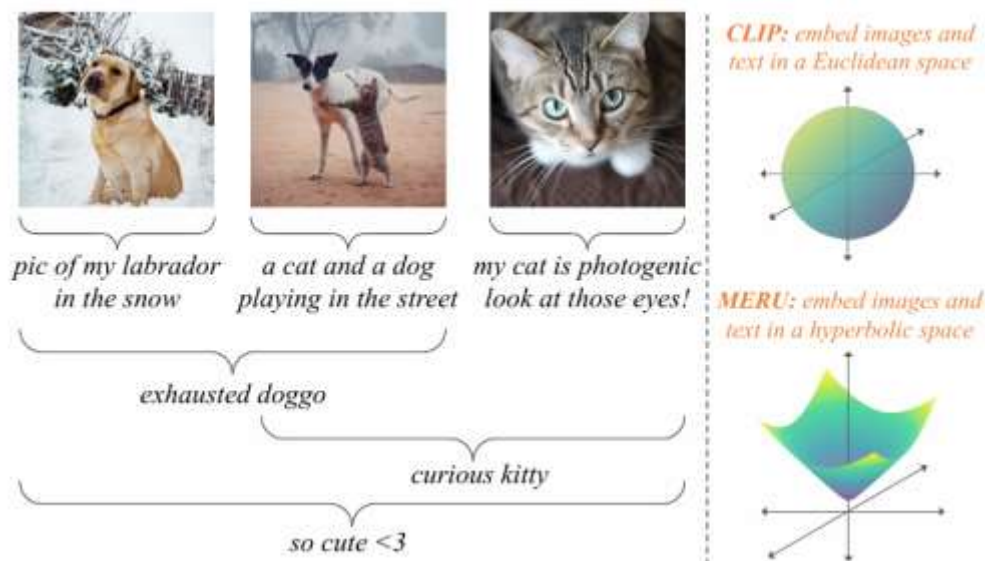 pic of my labrador
in the snow
a cat and a dog
playing in the street
my cat is photogenic
look at those eyes!
exhausted doggo
curious kitty
so cute <3
CLIP: embed images and
text in a Euclidean space
MERU: embed images and
text in a hyperbolic space